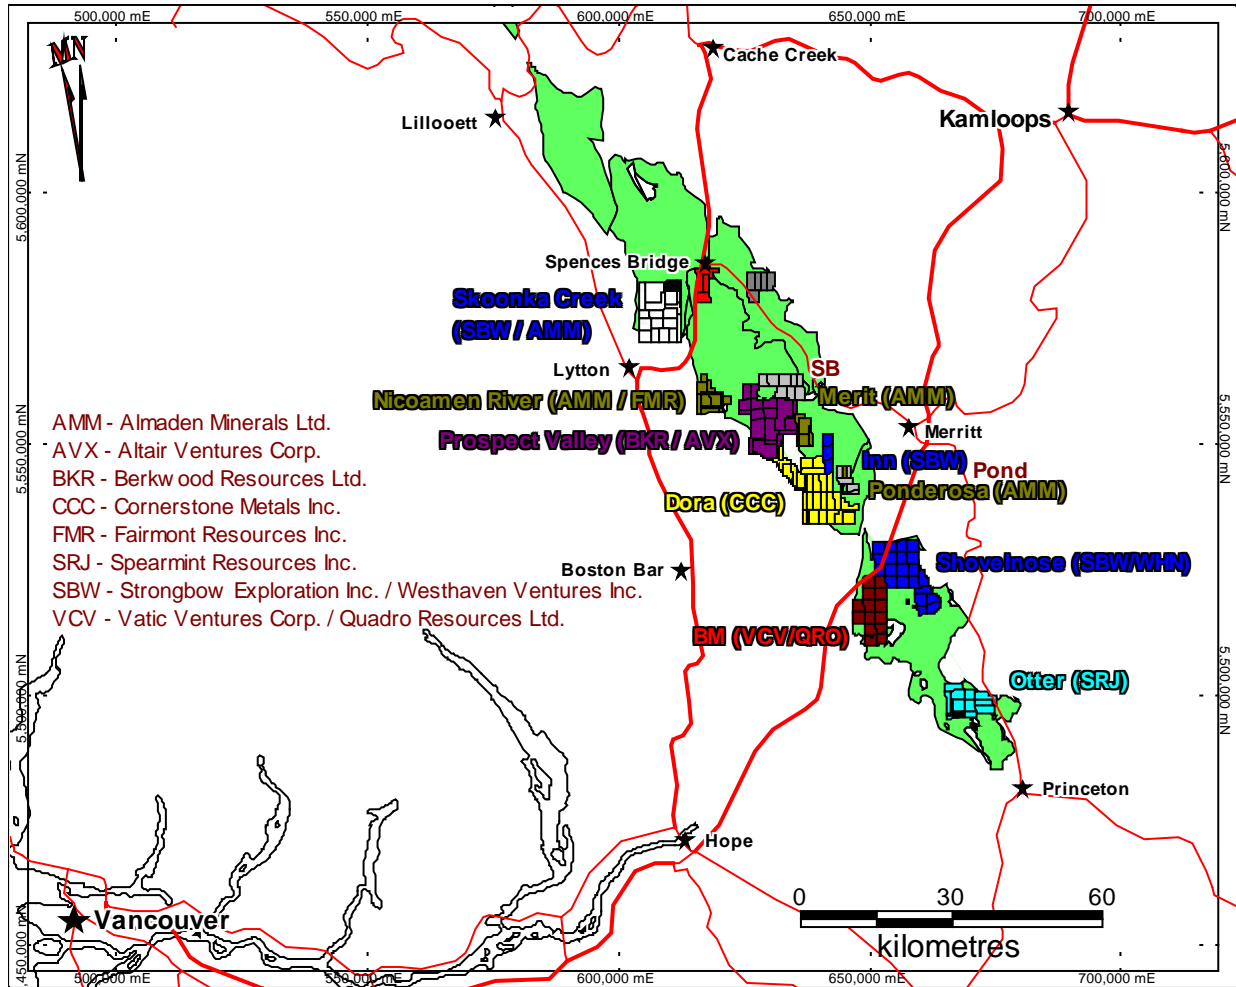 500,000 mE
550,000 mE
600,000 mE
650,000 mE
700,000 mE
MN
Cache Creek
Lillooett
Kamloops
5,600,000 mN
5,600,000 mN
Spences Bridge
Skoonka Creek
(SBW / AMM)
Lytton
SB
Nicoamen River (AMM / FMR)
Merit (AMM)
Merritt
Prospect Valley (BKR / AVX)
5,550,000 mN
5,550,000 mN
Inn (SBW)
Pond
Ponderosa (AMM)
Dora (CCC)
AMM - Almaden Minerals Ltd.
AVX - Altair Ventures Corp.
BKR - Berkwood Resources Ltd.
CCC - Cornerstone Metals Inc.
FMR - Fairmont Resources Inc.
SRJ - Spearmint Resources Inc.
SBW - Strongbow Exploration Inc. / Westhaven Ventures Inc.
VCV - Vatic Ventures Corp. / Quadro Resources Ltd.
Boston Bar
Shovelnose (SBW/WHN)
BM (VCV/QRO)
Otter (SRJ)
5,500,000 mN
5,500,000 mN
Princeton
Hope
Vancouver
0 30 60
kilometres
,450,000 mN
500,000 mE
550,000 mE
600,000 mE
650,000 mE
700,000 mE